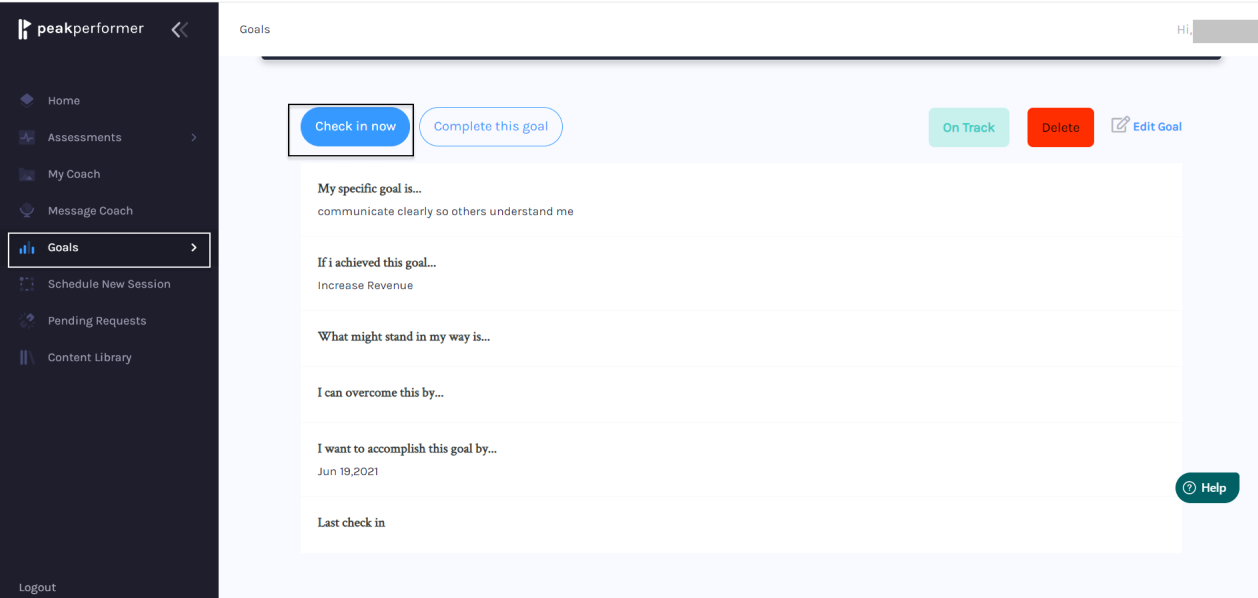 peakperformer
Goals
Hi,
Home
Assessments
My Coach
Message Coach
Goals
Schedule New Session
Pending Requests
Content Library
Logout
Check in now
Complete this goal
On Track
Delete
Edit Goal
My specific goal is...
communicate clearly so others understand me
If i achieved this goal...
Increase Revenue
What might stand in my way is...
I can overcome this by...
I want to accomplish this goal by...
Jun 19,2021
Last check in
Help